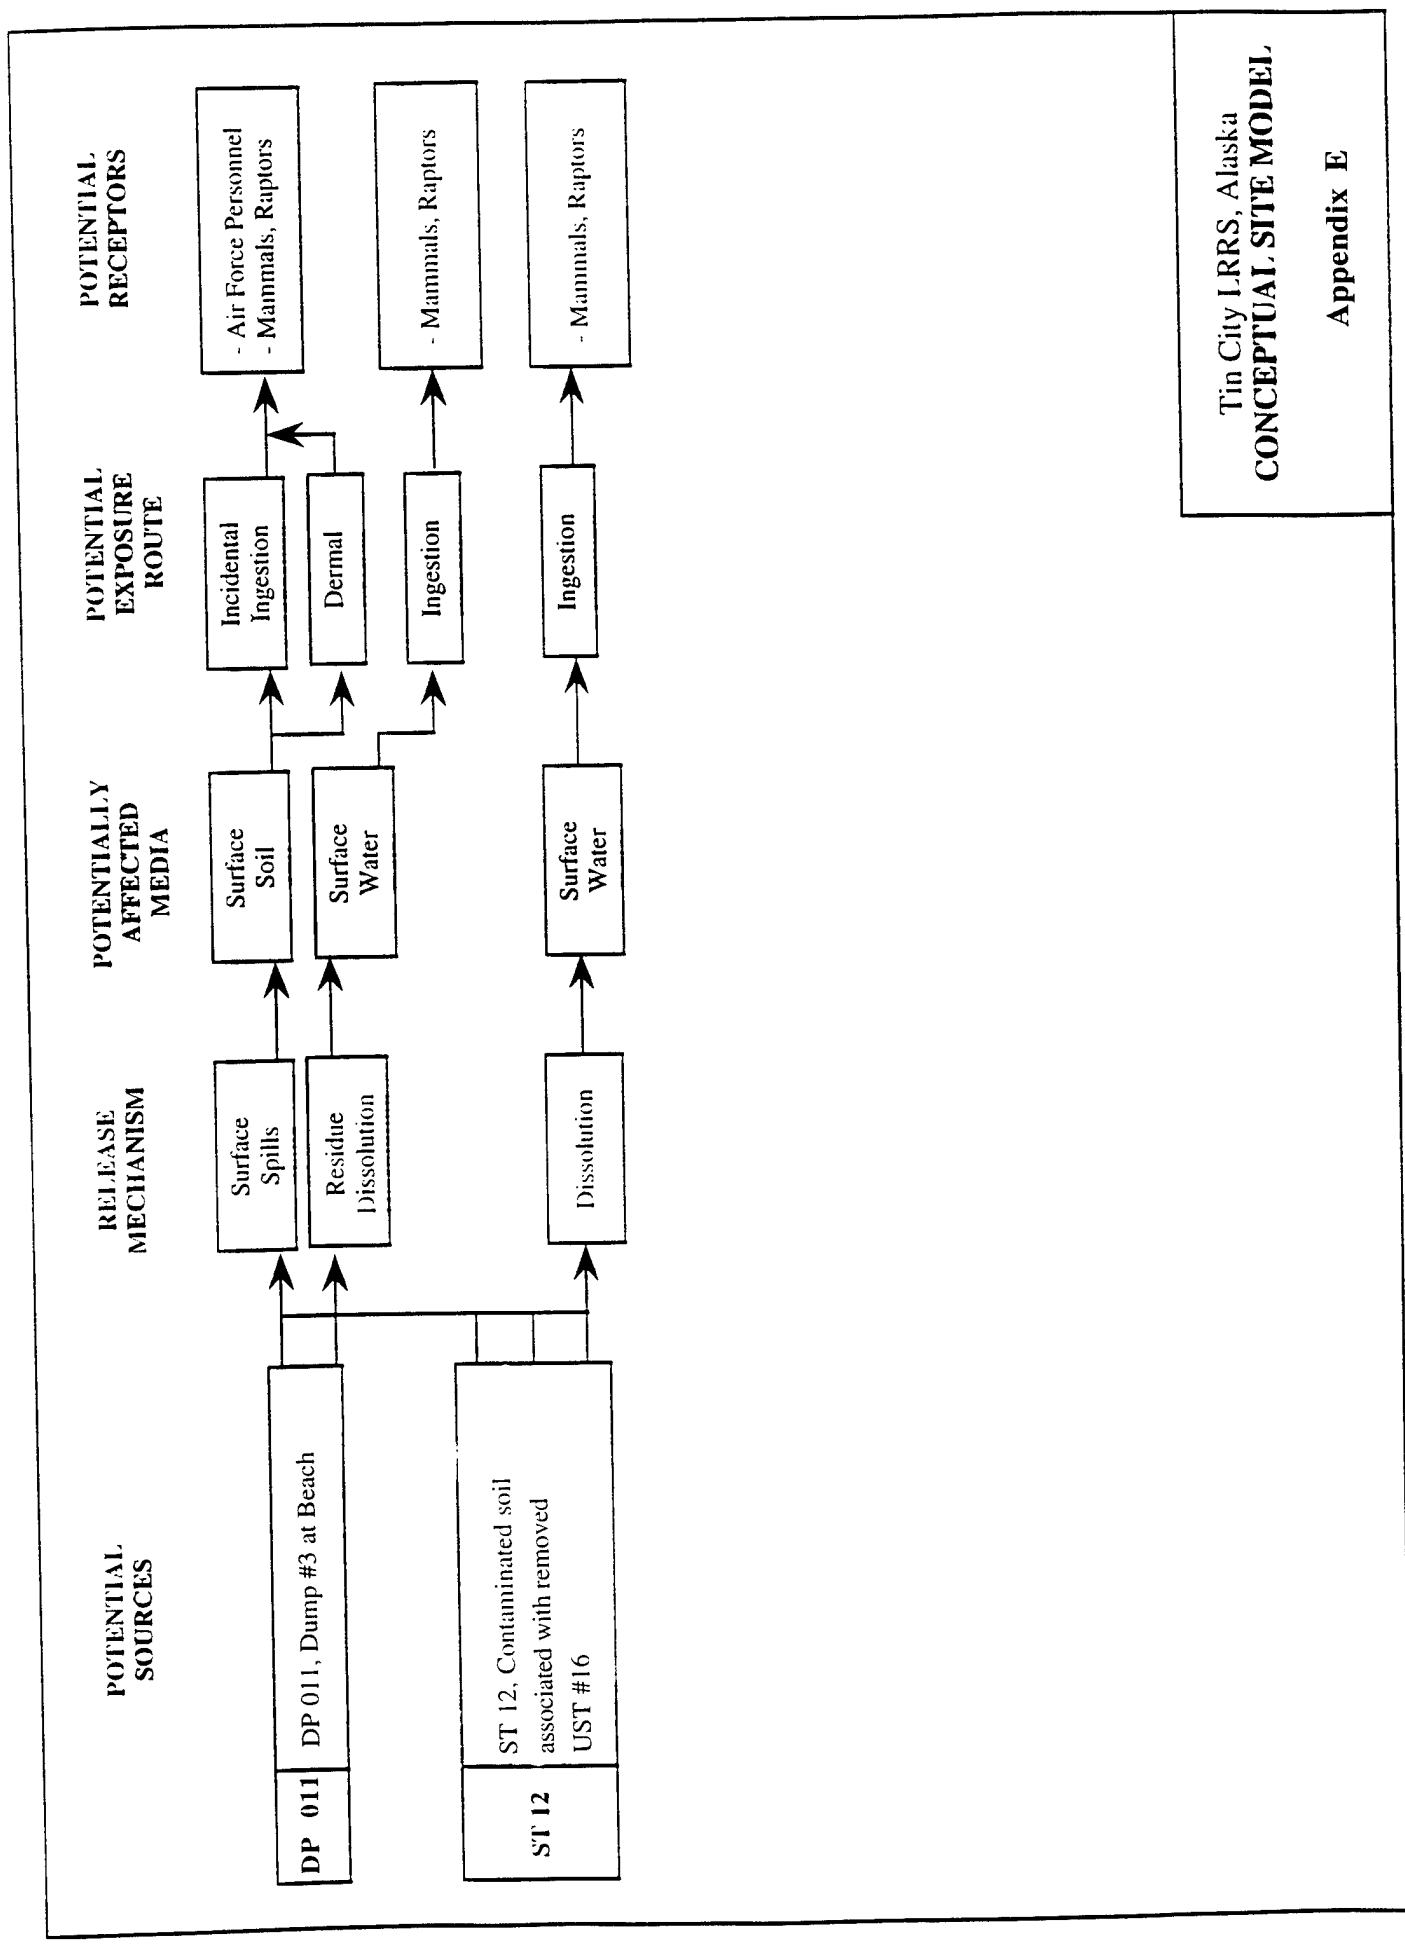 POTENTIAL
SOURCES
RELEASE
MECHANISM
POTENTIALLY
AFFECTED
MEDIA
POTENTIAL
EXPOSURE
ROUTE
POTENTIAL
RECEPTORS
DP 011
DP 011, Dump #3 at Beach
Surface
Spills
Surface
Soil
Incidental
Ingestion
- Air Force Personnel
- Mammals, Raptors
Residue
Dissolution
Surface
Water
Dermal
Ingestion
- Mammals, Raptors
ST 12
ST 12, Contaminated soil
associated with removed
UST #16
Dissolution
Surface
Water
Ingestion
- Mammals, Raptors
Tin City LRRS, Alaska
CONCEPTUAL SITE MODEL
Appendix E